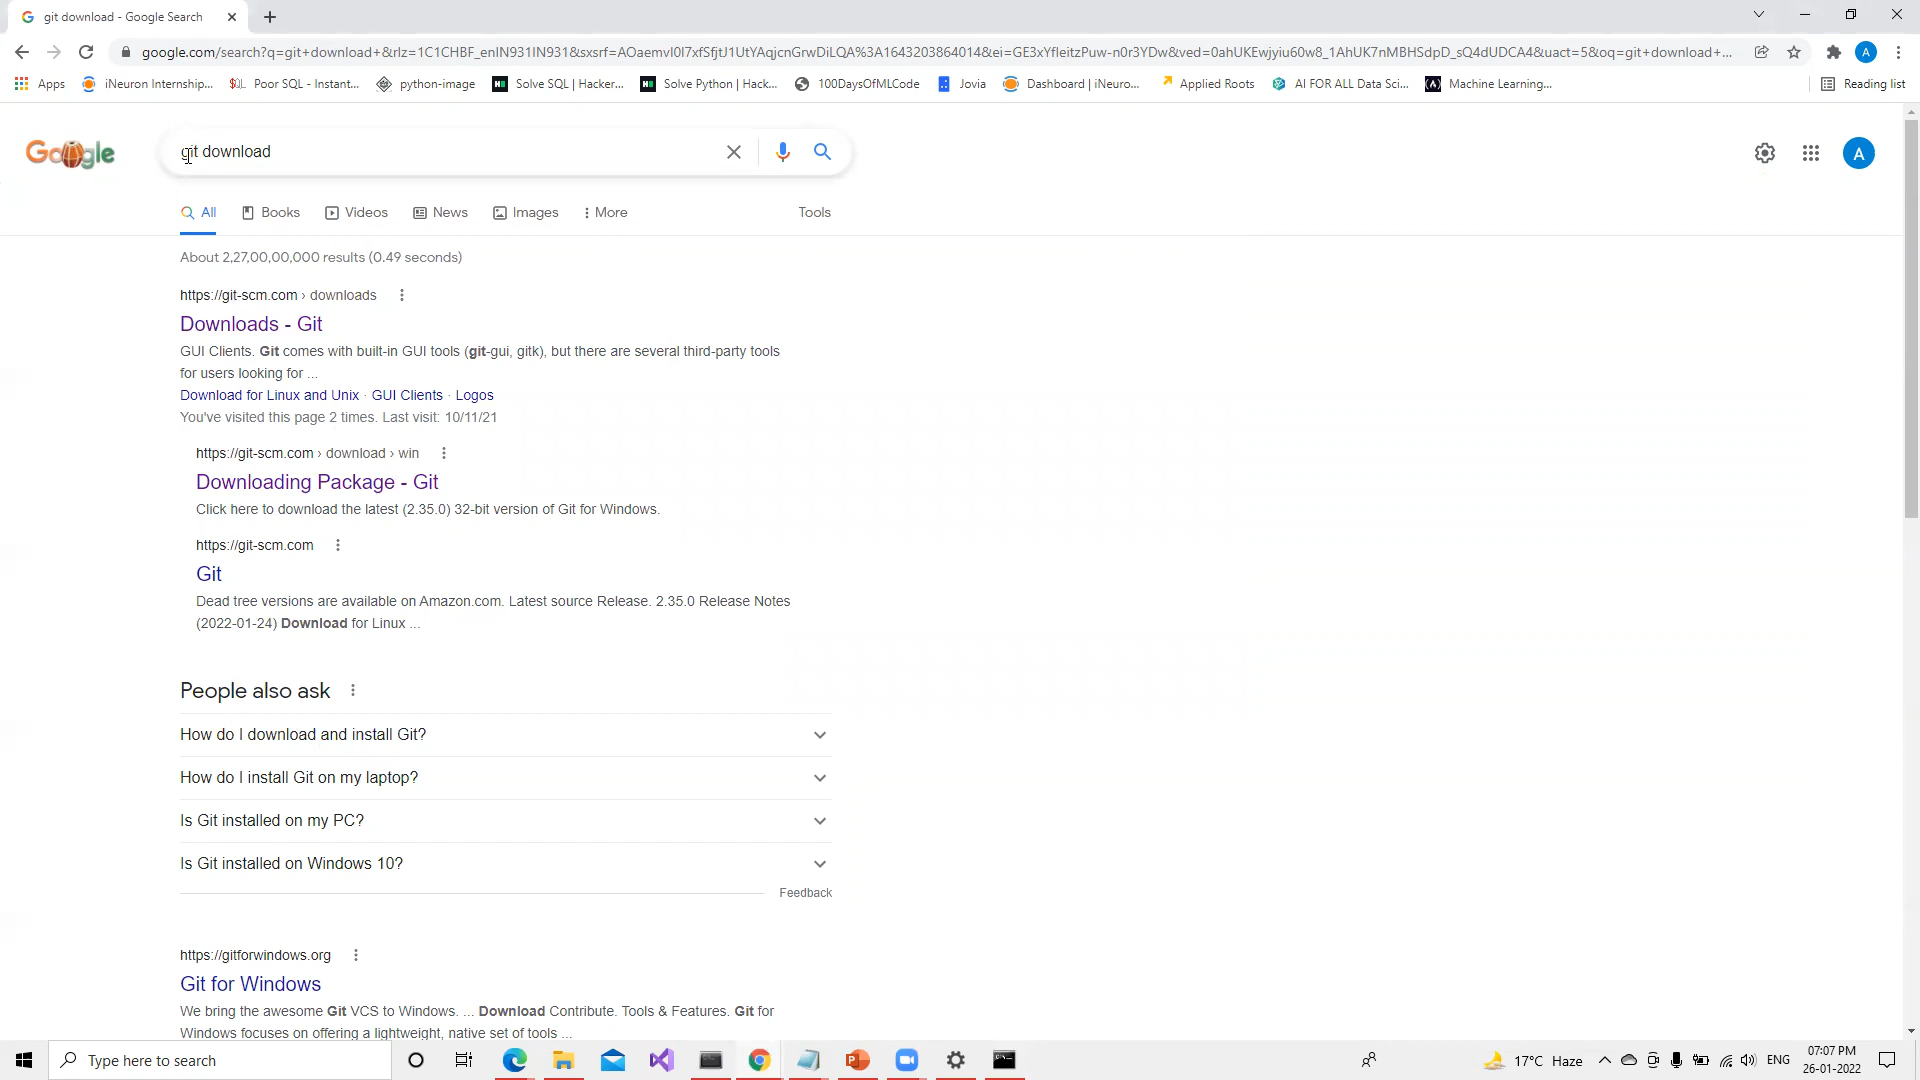 git download - Google Search
google.com/search?q=git+download+&rlz=1C1CHBF_enIN931IN931&sxsrf=AOaemvI0I7xfSfjtJ1UtYAqjcnGrwDiLQA%3A1643203864014&ei=GE3xYfleitzPuw-n0r3YDw&ved=0ahUKEwjyiu60w8_1AhUK7nMBHSdpD_sQ4dUDCA4&uact=5&oq=git+download+...
A
Apps
iNeuron Internship...
Poor SQL - Instant...
python-image
Solve SQL | Hacker...
Solve Python | Hack...
100DaysOfMLCode
Jovia
Dashboard | iNeuro...
Applied Roots
AI FOR ALL Data Sci...
Machine Learning...
Reading list
Google
git download
A
All
Books
Videos
News
Images
More
Tools
About 2,27,00,00,000 results (0.49 seconds)
https://git-scm.com › downloads
Downloads - Git
GUI Clients. Git comes with built-in GUI tools (git-gui, gitk), but there are several third-party tools
for users looking for ...
Download for Linux and Unix · GUI Clients · Logos
You've visited this page 2 times. Last visit: 10/11/21
https://git-scm.com › download › win
Downloading Package - Git
Click here to download the latest (2.35.0) 32-bit version of Git for Windows.
https://git-scm.com
Git
Dead tree versions are available on Amazon.com. Latest source Release. 2.35.0 Release Notes
(2022-01-24) Download for Linux ...
People also ask
How do I download and install Git?
How do I install Git on my laptop?
Is Git installed on my PC?
Is Git installed on Windows 10?
Feedback
https://gitforwindows.org
Git for Windows
We bring the awesome Git VCS to Windows. ... Download Contribute. Tools & Features. Git for
Windows focuses on offering a lightweight, native set of tools ...
Type here to search
17°C Haze
ENG
07:07 PM
26-01-2022